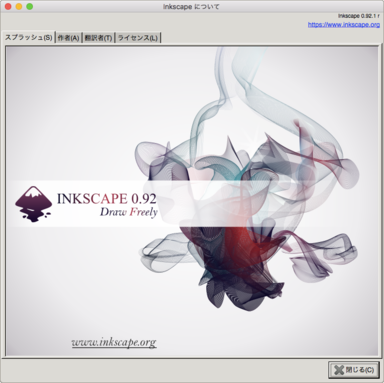 Inkscape について
Inkscape 0.92.1 r
https://www.inkscape.org
スプラッシュ(S) 作者(A) 翻訳者(T) ライセンス(L)
INKSCAPE 0.92
Draw Freely
www.inkscape.org
閉じる(C)